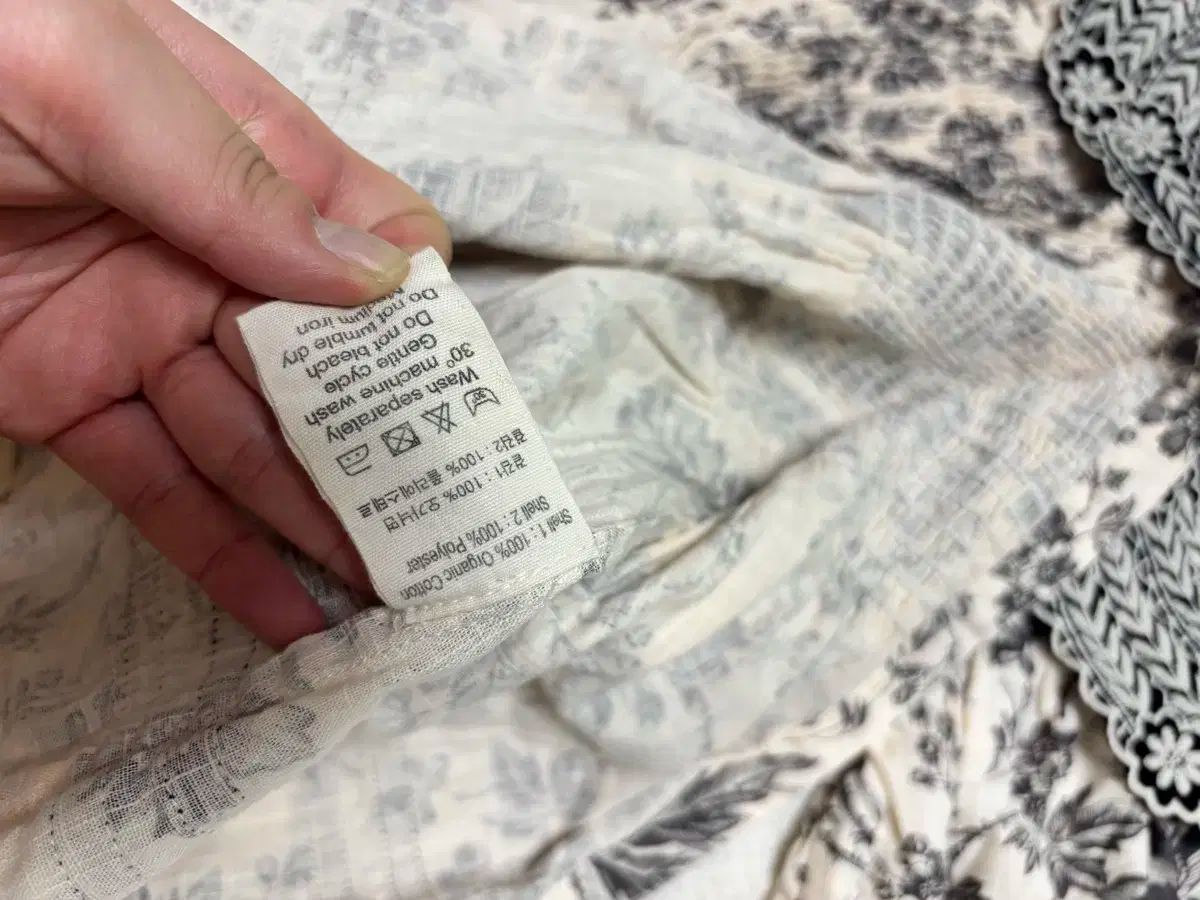 Shell 1 : 100% Organic Cotton
Shell 2 : 100% Polyester
겉감1 : 100% 오가닉면
겉감2 : 100% 폴리에스테르
30°
Wash separately
30° machine wash
Gentle cycle
Do not bleach
Do not tumble dry
Medium iron